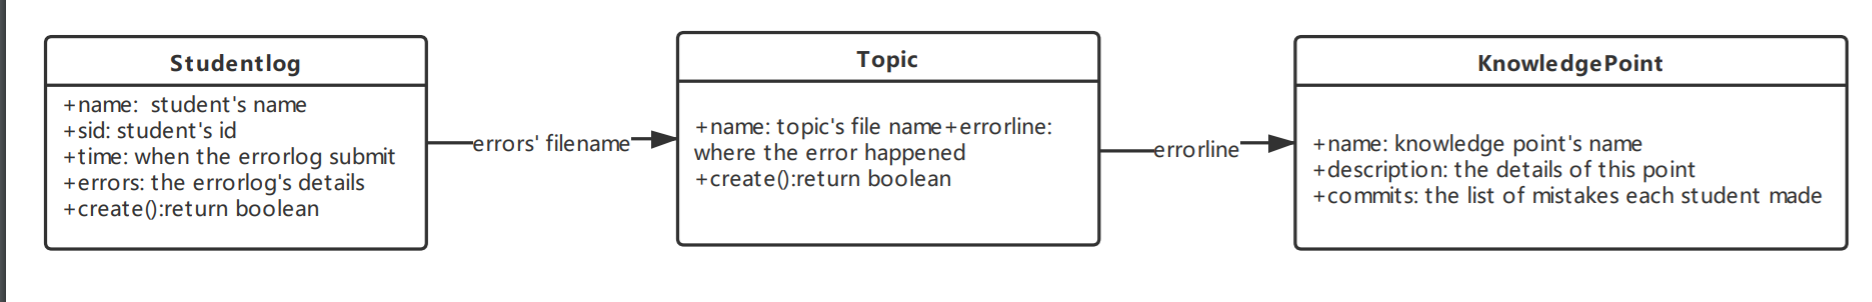 Studentlog
+name:  student's name
+sid: student's id
+time: when the errorlog submit
+errors: the errorlog's details
+create():return boolean
errors' filename
Topic
+name: topic's file name+errorline:
where the error happened
+create():return boolean
errorline
KnowledgePoint
+name: knowledge point's name
+description: the details of this point
+commits: the list of mistakes each student made